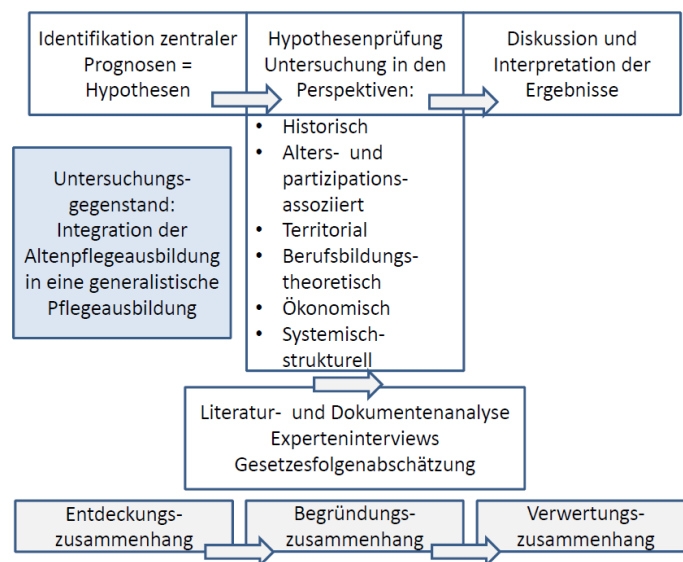 Identifikation zentraler
Prognosen =
Hypothesen
Hypothesenprüfung
Untersuchung in den
Perspektiven:
• Historisch
• Alters- und
partizipations-
assoziiert
• Territorial
• Berufsbildungs-
theoretisch
• Ökonomisch
• Systemisch-
strukturell
Diskussion und
Interpretation der
Ergebnisse
Untersuchungs-
gegenstand:
Integration der
Altenpflegeausbildung
in eine generalistische
Pflegeausbildung
Literatur- und Dokumentenanalyse
Experteninterviews
Gesetzesfolgenabschätzung
Entdeckungs-
zusammenhang
Begründungs-
zusammenhang
Verwertungs-
zusammenhang